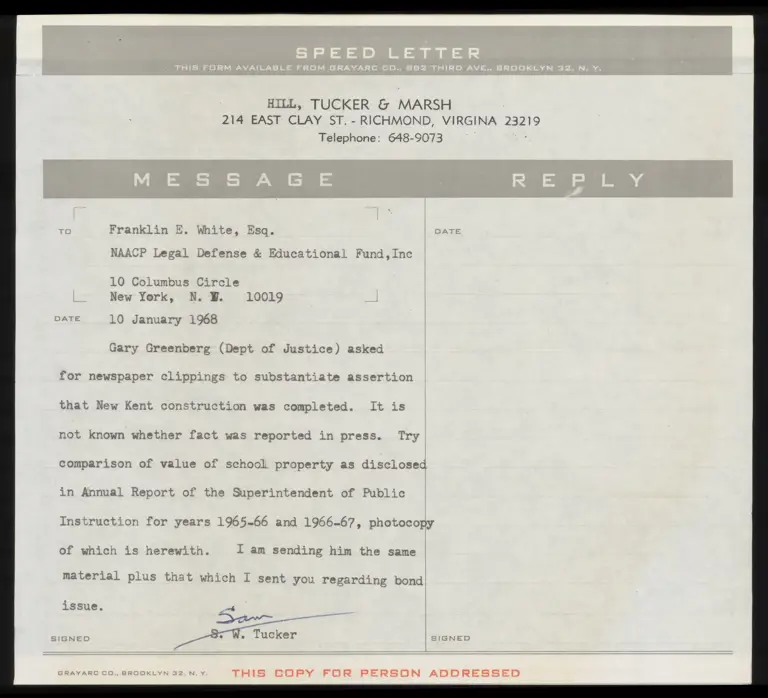 SPEED LETTER
THIS FORM AVAILABLE FROM GRAYARC CO., 882 THIRD AVE., BROOKLYN 32, N. Y.
HILL, TUCKER & MARSH
214 EAST CLAY ST. - RICHMOND, VIRGINA 23219
Telephone: 648-9073
MESSAGE REPLY
TO Franklin E. White, Esq. DATE
NAACP Legal Defense & Educational Fund,Inc
10 Columbus Circle
New York, N. Y. 10019
DATE 10 January 1968
Gary Greenberg (Dept of Justice) asked
for newspaper clippings to substantiate assertion
that New Kent construction was completed. It is
not known whether fact was reported in press. Try
comparison of value of school property as disclosed
in Annual Report of the Superintendent of Public
Instruction for years 1965-66 and 1966-67, photocopy
of which is herewith. I am sending him the same
material plus that which I sent you regarding bond
issue.
Sam
SIGNED S. W. Tucker SIGNED
GRAYARC CO., BROOKLYN 32, N. Y. THIS COPY FOR PERSON ADDRESSED